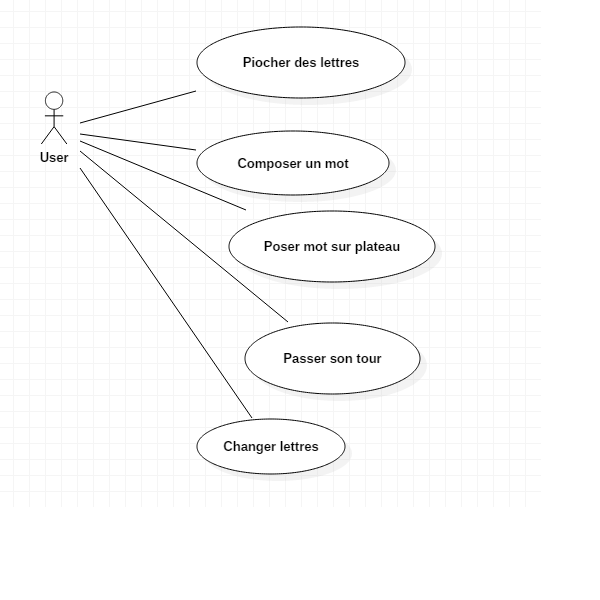 Piocher des lettres
User
Composer un mot
Poser mot sur plateau
Passer son tour
Changer lettres